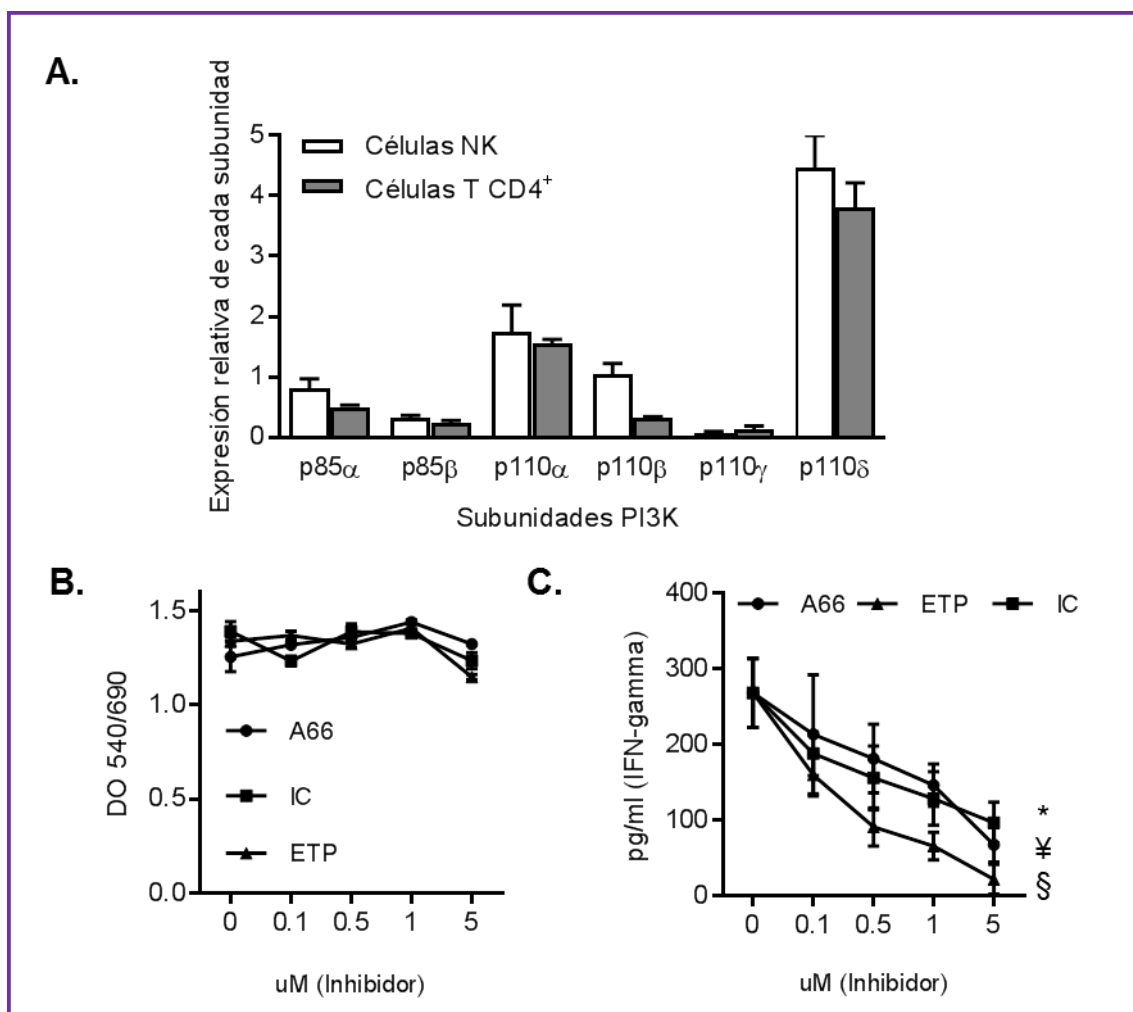 A.
Expresión relativa de cada subunidad
5
4
3
2
1
0
Células NK
Células T CD4+
p85α
p85β
p110α
p110β
p110γ
p110δ
Subunidades PI3K
B.
DO 540/690
1.5
1.0
0.5
0.0
A66
IC
ETP
0
0.1
0.5
1
5
uM (Inhibidor)
C.
pg/ml (IFN-gamma)
400
300
200
100
0
A66
ETP
IC
*
¥
§
0
0.1
0.5
1
5
uM (Inhibidor)